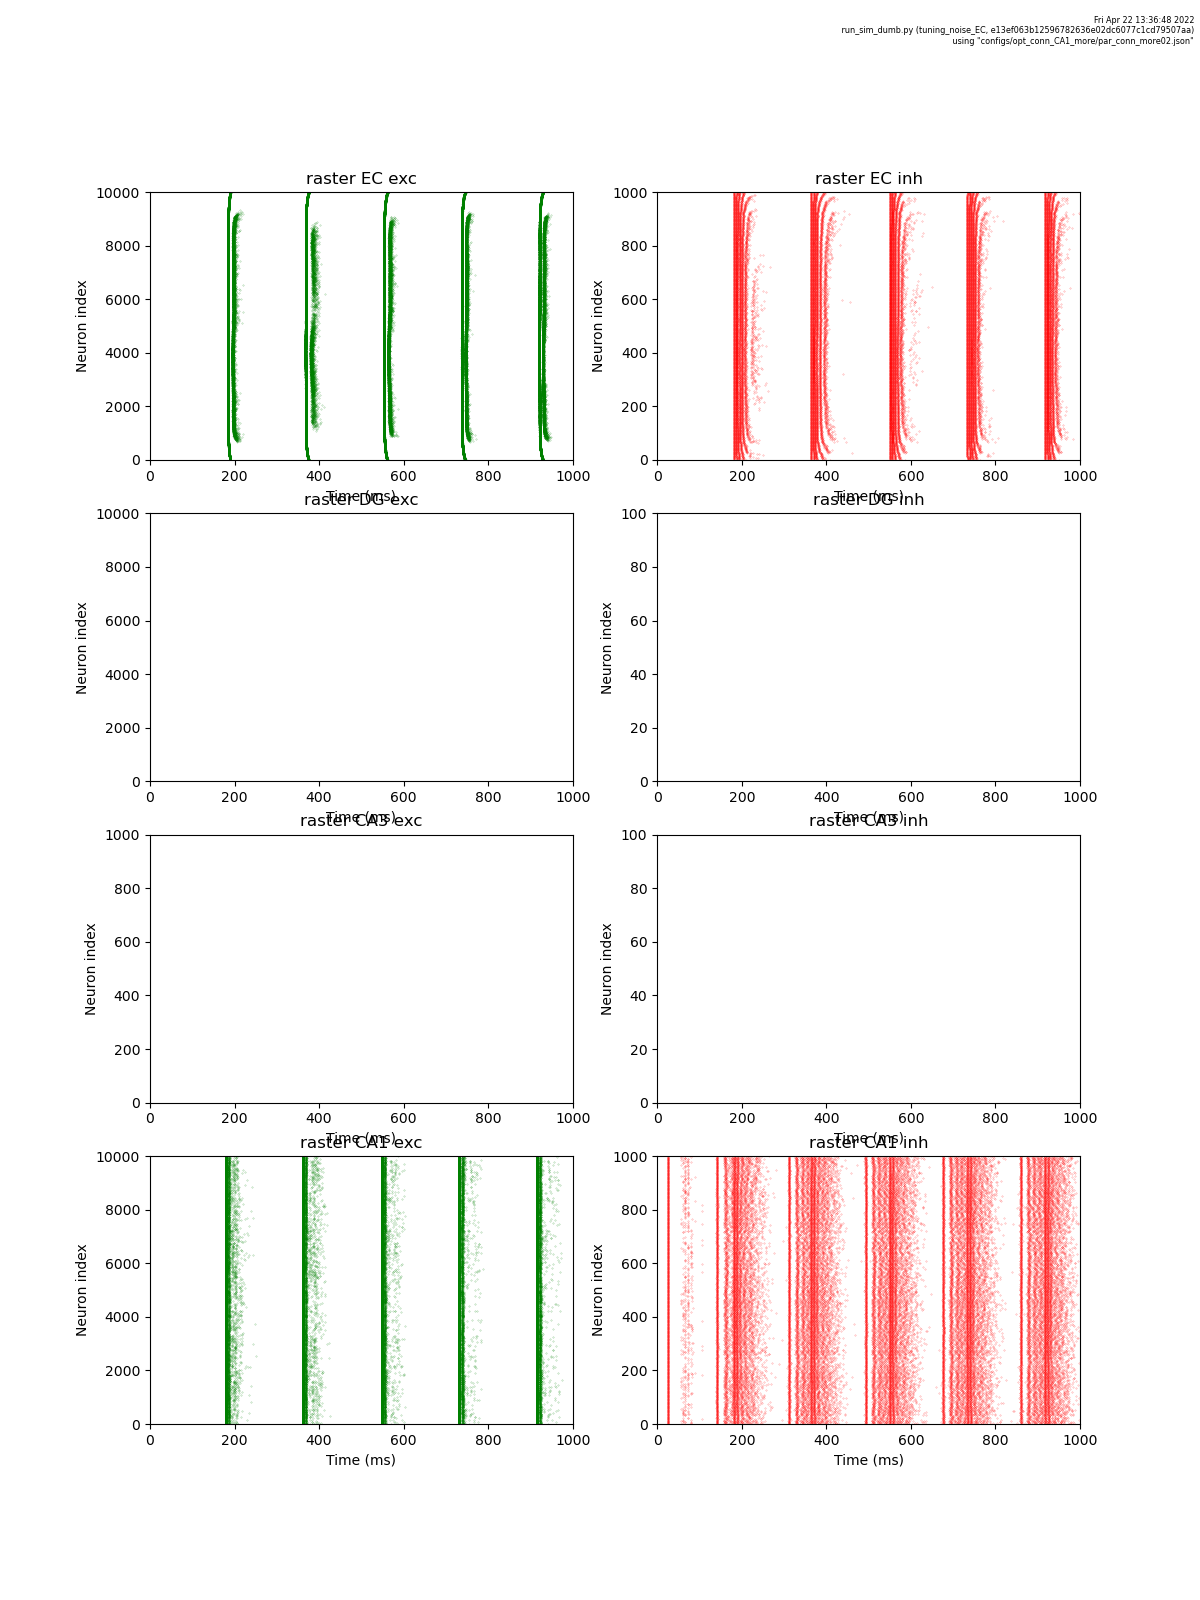 Fri Apr 22 13:36:48 2022
run_sim_dumb.py (tuning_noise_EC, e13ef063b12596782636e02dc6077c1cd79507aa)
using "configs/opt_conn_CA1_more/par_conn_more02.json"
raster EC exc
10000
8000
6000
4000
2000
0
Neuron index
0 200 400 600 800 1000
Time (ms)
raster EC inh
1000
800
600
400
200
0
Neuron index
0 200 400 600 800 1000
Time (ms)
raster DG exc
10000
8000
6000
4000
2000
0
Neuron index
0 200 400 600 800 1000
Time (ms)
raster DG inh
100
80
60
40
20
0
Neuron index
0 200 400 600 800 1000
Time (ms)
raster CA3 exc
1000
800
600
400
200
0
Neuron index
0 200 400 600 800 1000
Time (ms)
raster CA3 inh
100
80
60
40
20
0
Neuron index
0 200 400 600 800 1000
Time (ms)
raster CA1 exc
10000
8000
6000
4000
2000
0
Neuron index
0 200 400 600 800 1000
Time (ms)
raster CA1 inh
1000
800
600
400
200
0
Neuron index
0 200 400 600 800 1000
Time (ms)